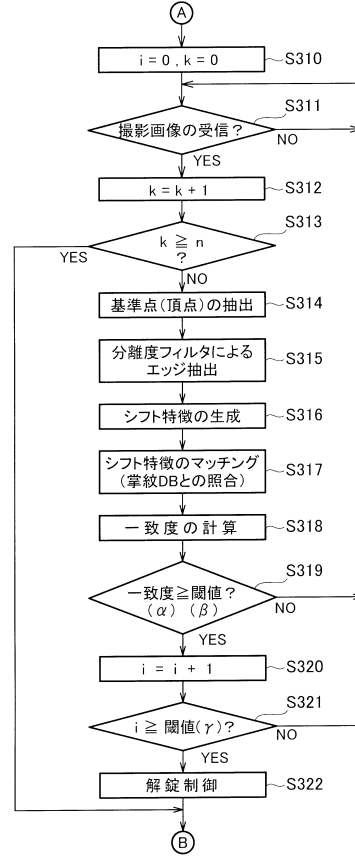 A
i = 0 , k = 0
S310
撮影画像の受信?
S311
NO
YES
k = k + 1
S312
k ≧ n
?
S313
YES
NO
基準点(頂点)の抽出
S314
分離度フィルタによる
エッジ抽出
S315
シフト特徴の生成
S316
シフト特徴のマッチング
(掌紋DBとの照合)
S317
一致度の計算
S318
一致度≧閾値?
(α) (β)
S319
NO
YES
i = i + 1
S320
i ≧ 閾値(γ)?
S321
NO
YES
解錠制御
S322
B